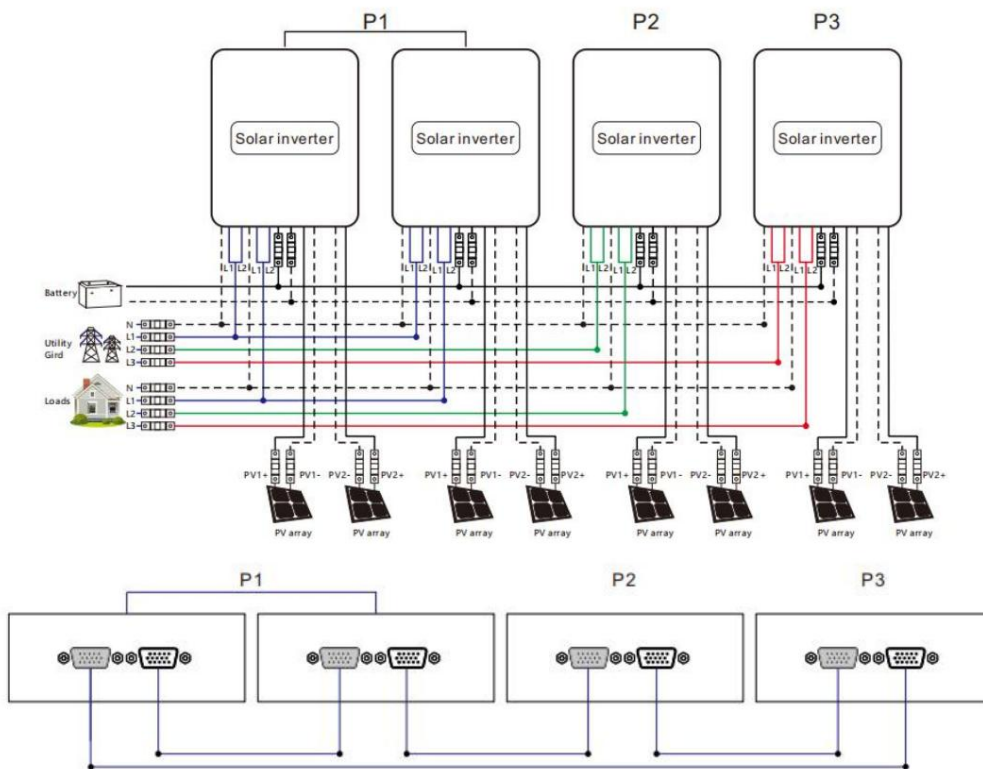 P1 P2 P3
Solar inverter Solar inverter Solar inverter Solar inverter
L1 L2 L1 L2 L1 L2 L1 L2 L1 L2 L1 L2 L1 L2 L1 L2
Battery
N
L1
Utility
L2
Gird
L3
N
Loads
L1
L2
L3
PV1+ PV1- PV2- PV2+ PV1+ PV1- PV2- PV2+ PV1+ PV1- PV2- PV2+ PV1+ PV1- PV2- PV2+
PV array PV array PV array PV array PV array PV array PV array PV array
P1 P2 P3